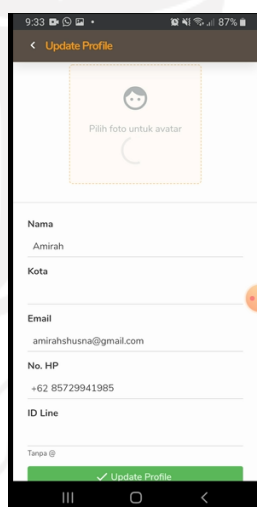 9:33
87%
Update Profile
Pilih foto untuk avatar
Nama
Amirah
Kota
Email
amirahshusna@gmail.com
No. HP
+62 85729941985
ID Line
Tanpa @
Update Profile